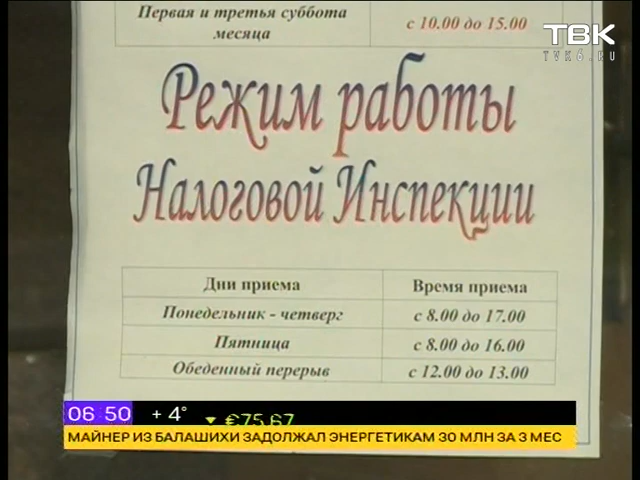 Первая и третья суббота
месяца
с 10.00 до 15.00
ТВК
TVK6.RU
Режим работы
Налоговой Инспекции
Дни приема
Время приема
Понедельник - четверг
с 8.00 до 17.00
Пятница
с 8.00 до 16.00
Обеденный перерыв
с 12.00 до 13.00
06 50
+ 4°
▼ €75,67
МАЙНЕР ИЗ БАЛАШИХИ ЗАДОЛЖАЛ ЭНЕРГЕТИКАМ 30 МЛН ЗА 3 МЕС